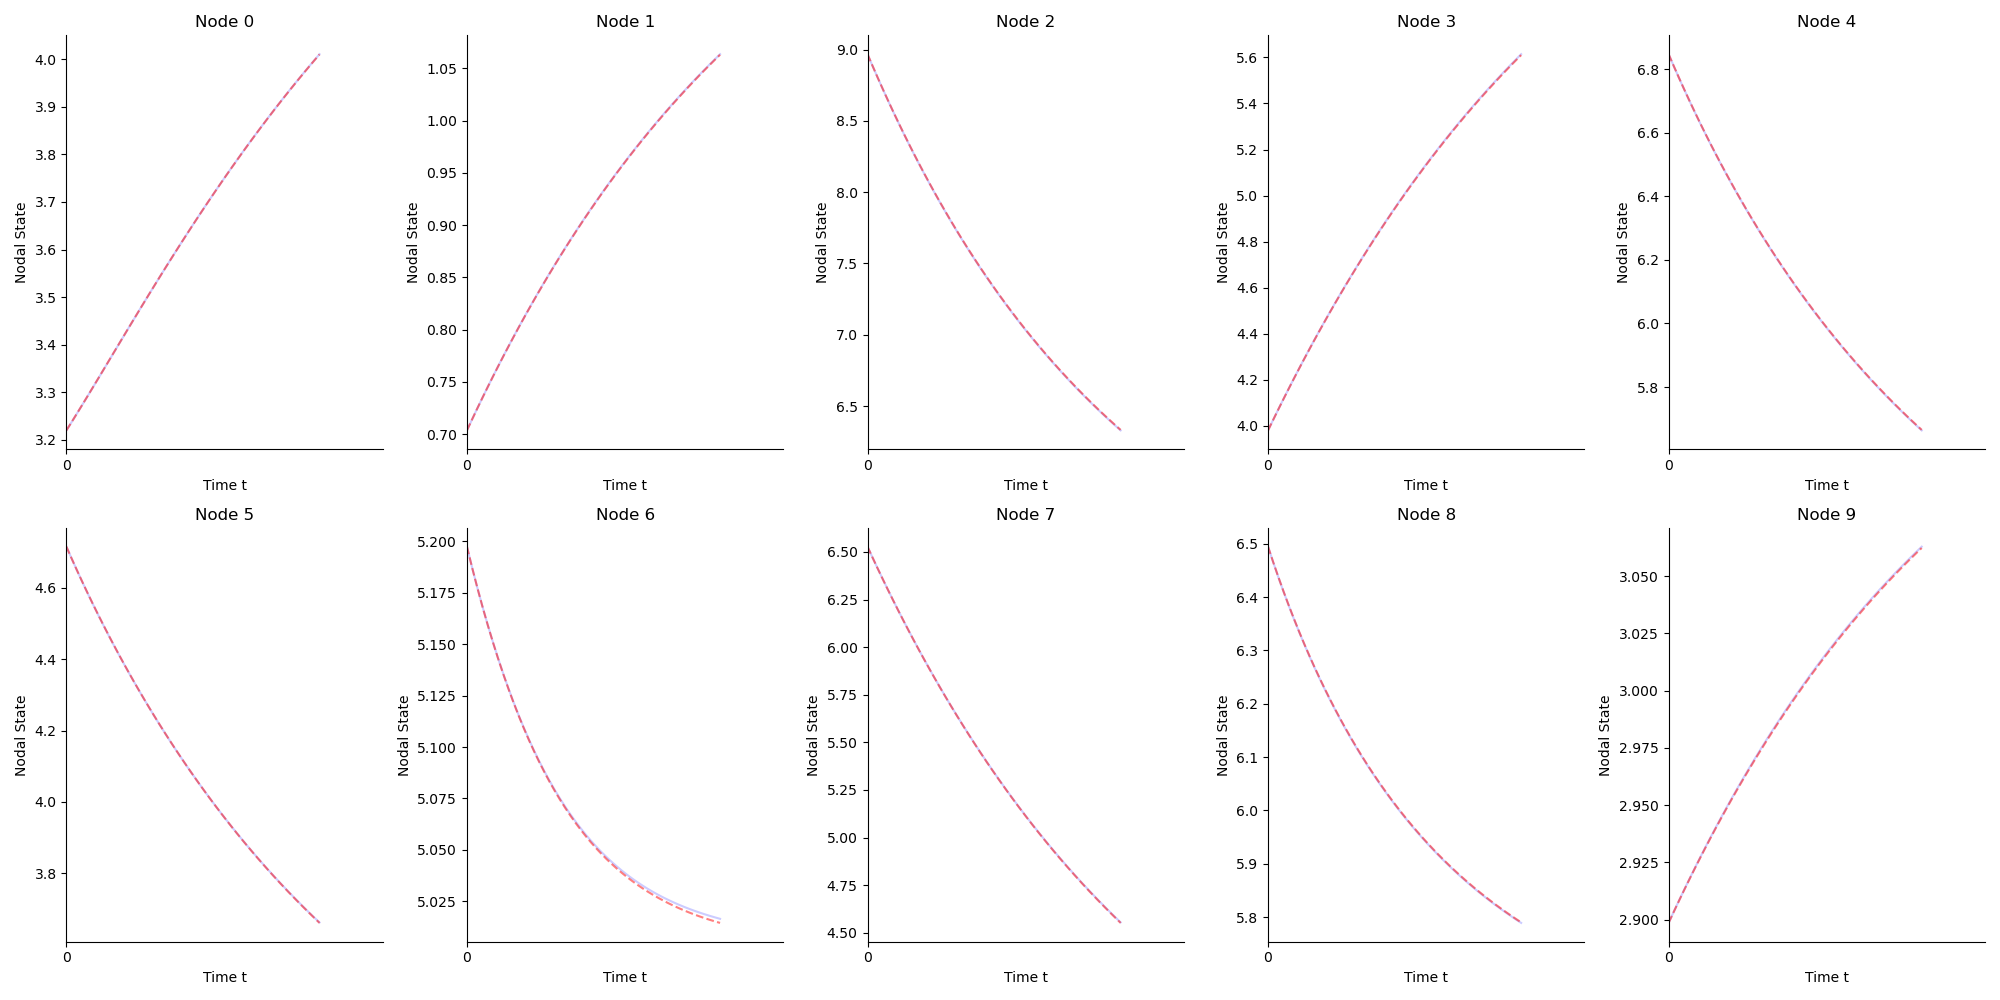 Node 0
Node 1
Node 2
Node 3
Node 4
4.0
3.9
3.8
3.7
3.6
3.5
3.4
3.3
3.2
Nodal State
0
Time t
1.05
1.00
0.95
0.90
0.85
0.80
0.75
0.70
Nodal State
0
Time t
9.0
8.5
8.0
7.5
7.0
6.5
Nodal State
0
Time t
5.6
5.4
5.2
5.0
4.8
4.6
4.4
4.2
4.0
Nodal State
0
Time t
6.8
6.6
6.4
6.2
6.0
5.8
Nodal State
0
Time t
Node 5
Node 6
Node 7
Node 8
Node 9
4.6
4.4
4.2
4.0
3.8
Nodal State
0
Time t
5.200
5.175
5.150
5.125
5.100
5.075
5.050
5.025
Nodal State
0
Time t
6.50
6.25
6.00
5.75
5.50
5.25
5.00
4.75
4.50
Nodal State
0
Time t
6.5
6.4
6.3
6.2
6.1
6.0
5.9
5.8
Nodal State
0
Time t
3.050
3.025
3.000
2.975
2.950
2.925
2.900
Nodal State
0
Time t